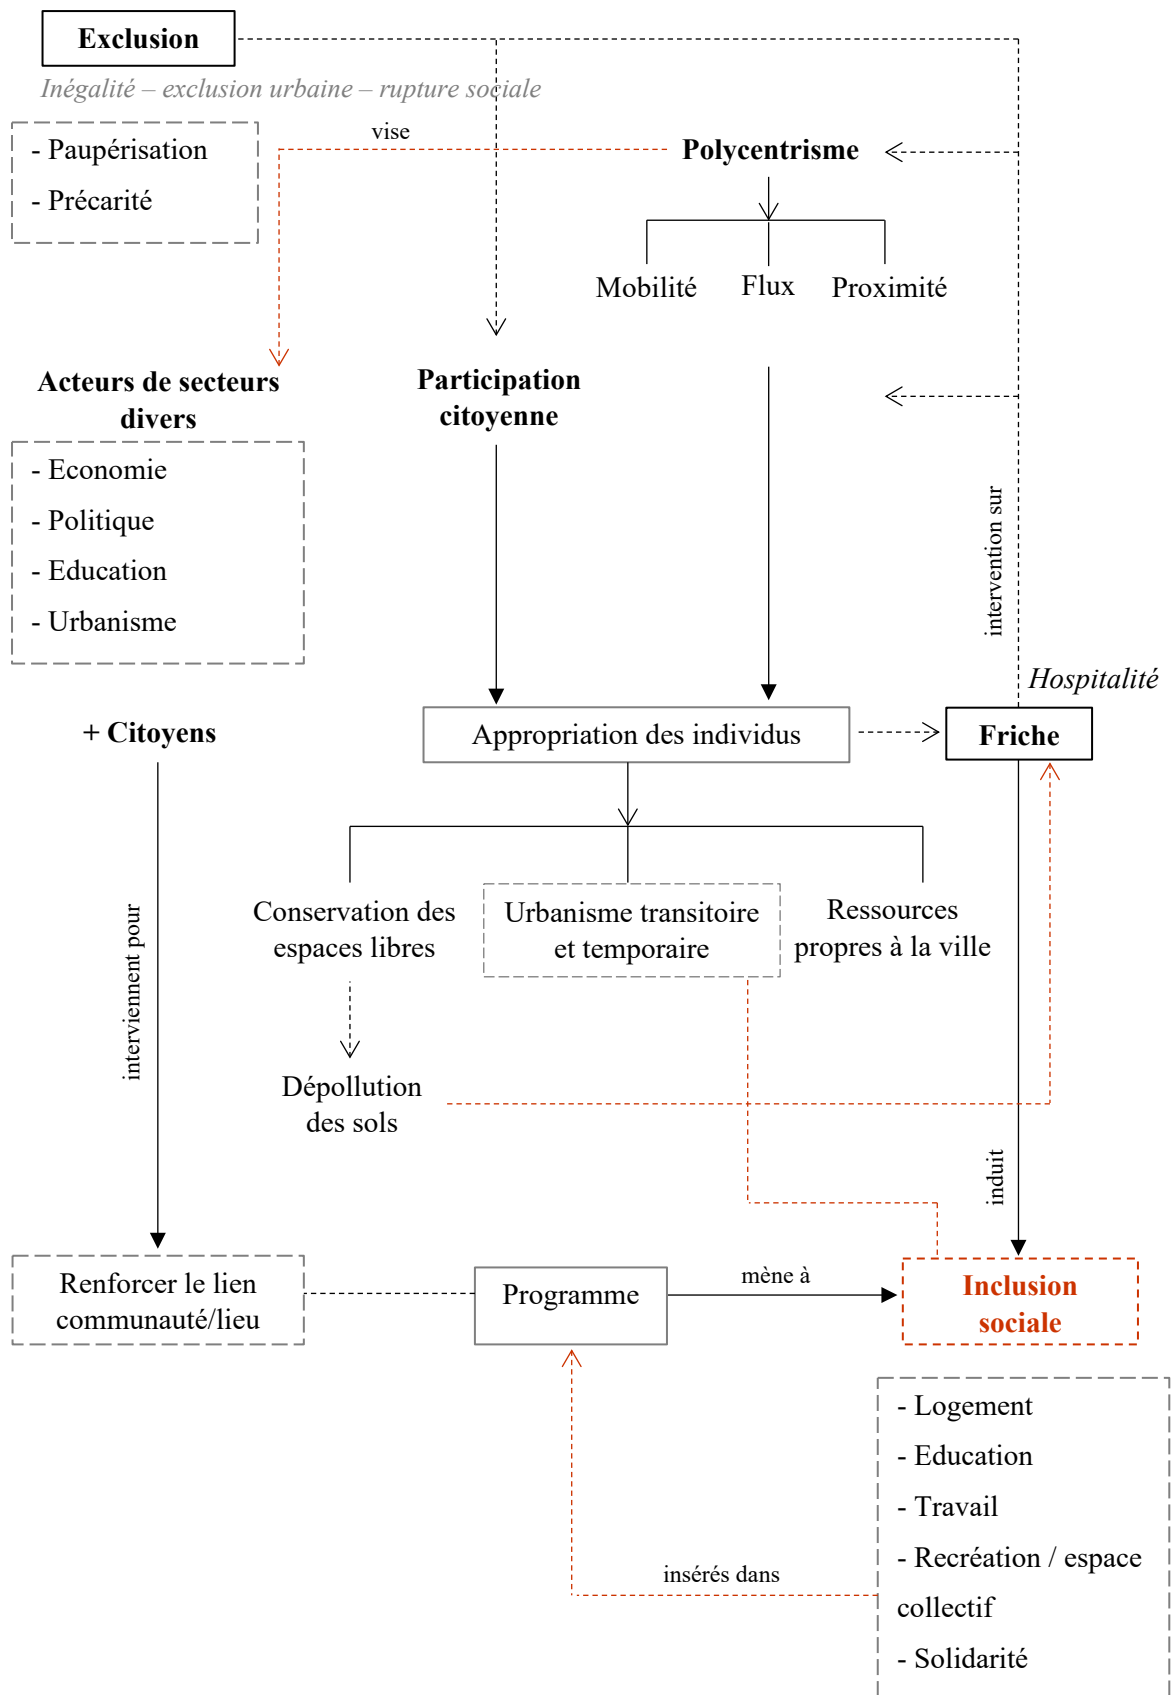 Exclusion
Inégalité – exclusion urbaine – rupture sociale
- Paupérisation
- Précarité
vise
Polycentrisme
Mobilité
Flux
Proximité
Acteurs de secteurs
divers
- Economie
- Politique
- Education
- Urbanisme
Participation
citoyenne
intervention sur
Hospitalité
+ Citoyens
Appropriation des individus
Friche
interviennent pour
Conservation des
espaces libres
Urbanisme transitoire
et temporaire
Ressources
propres à la ville
Dépollution
des sols
induit
Renforcer le lien
communauté/lieu
Programme
mène à
Inclusion
sociale
- Logement
- Education
- Travail
- Recréation / espace
collectif
- Solidarité
insérés dans